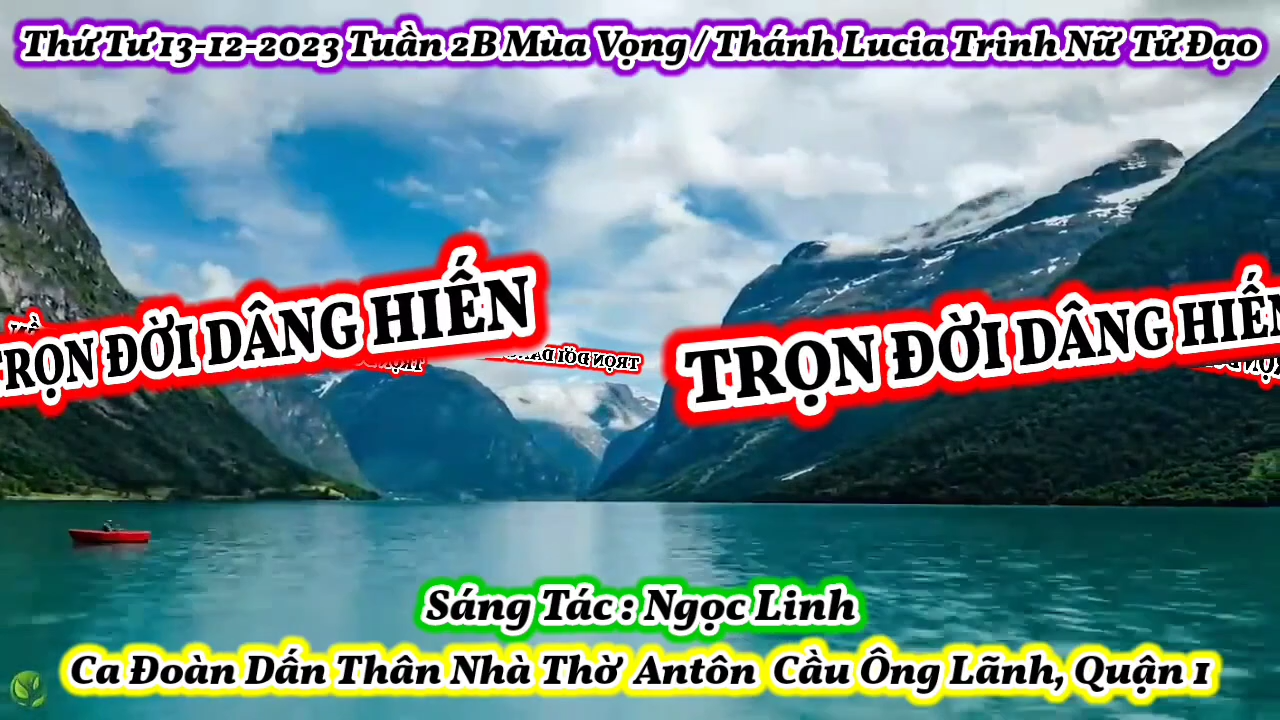 Thứ Tư 13-12-2023 Tuần 2B Mùa Vọng / Thánh Lucia Trinh Nữ Tử Đạo
TRỌN ĐỜI DÂNG HIẾN
TRỌN ĐỜI DÂNG HIẾN
Sáng Tác : Ngọc Linh
Ca Đoàn Dấn Thân Nhà Thờ Antôn Cầu Ông Lãnh, Quận 1